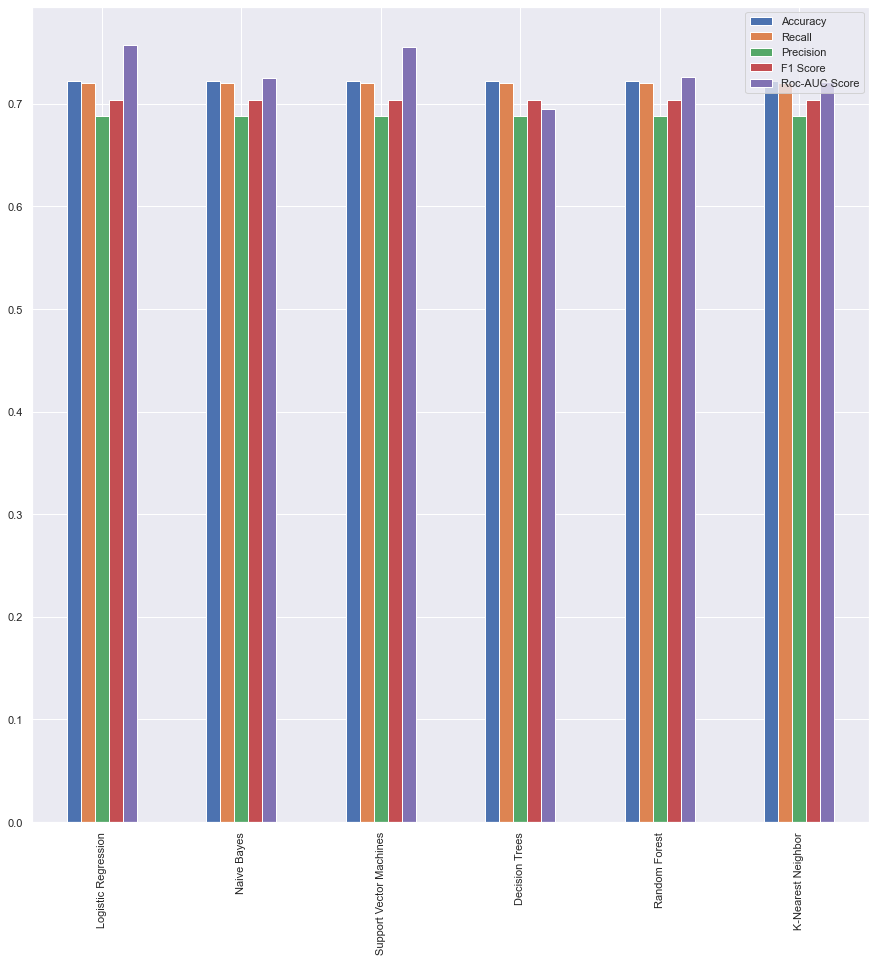 Accuracy
Recall
Precision
F1 Score
Roc-AUC Score
0.7
0.6
0.5
0.4
0.3
0.2
0.1
0.0
Logistic Regression
Naive Bayes
Support Vector Machines
Decision Trees
Random Forest
K-Nearest Neighbor